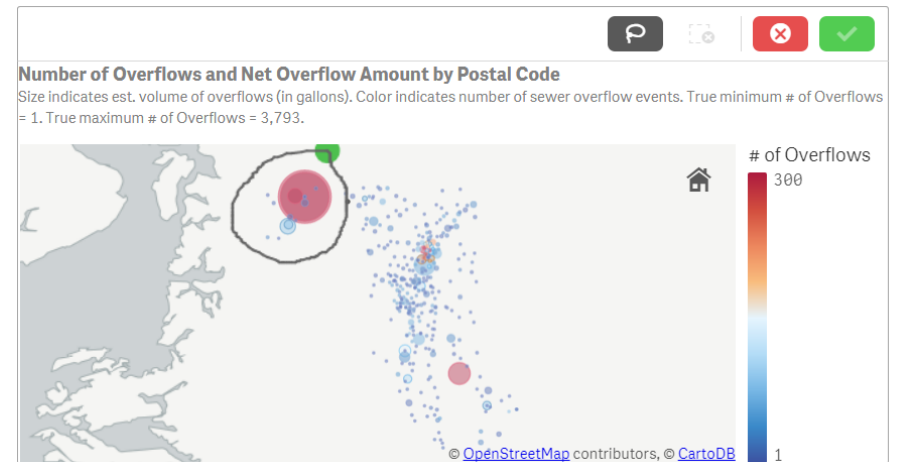 Number of Overflows and Net Overflow Amount by Postal Code
Size indicates est. volume of overflows (in gallons). Color indicates number of sewer overflow events. True minimum # of Overflows
= 1. True maximum # of Overflows = 3,793.
# of Overflows
300
1
© OpenStreetMap contributors, © CartoDB